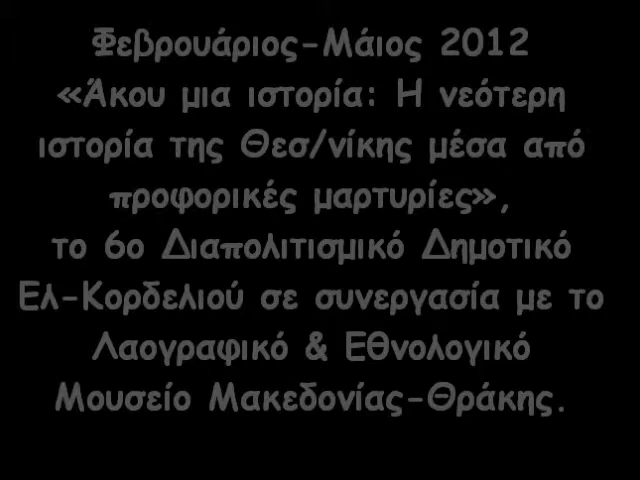 Φεβρουάριος-Μάιος 2012
«Άκου μια ιστορία: Η νεότερη
ιστορία της Θεσ/νίκης μέσα από
προφορικές μαρτυρίες»,
το 6ο Διαπολιτισμικό Δημοτικό
Ελ-Κορδελιού σε συνεργασία με το
Λαογραφικό & Εθνολογικό
Μουσείο Μακεδονίας-Θράκης.